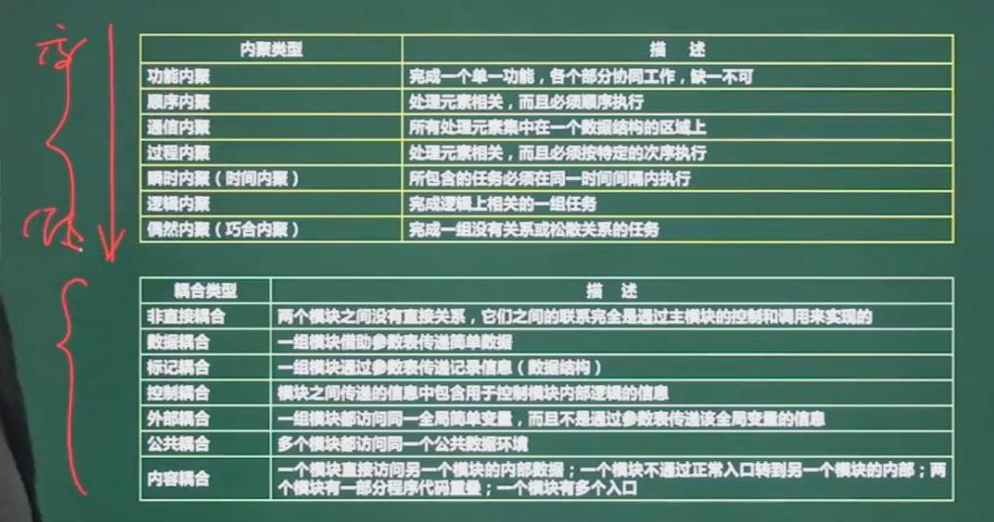 内聚类型 描 述
功能内聚 完成一个单一功能，各个部分协同工作，缺一不可
顺序内聚 处理元素相关，而且必须顺序执行
通信内聚 所有处理元素集中在一个数据结构的区域上
过程内聚 处理元素相关，而且必须按特定的次序执行
瞬时内聚（时间内聚） 所包含的任务必须在同一时间间隔内执行
逻辑内聚 完成逻辑上相关的一组任务
偶然内聚（巧合内聚） 完成一组没有关系或松散关系的任务
耦合类型 描 述
非直接耦合 两个模块之间没有直接关系，它们之间的联系完全是通过主模块的控制和调用来实现的
数据耦合 一组模块借助参数表传递简单数据
标记耦合 一组模块通过参数表传递记录信息（数据结构）
控制耦合 模块之间传递的信息中包含用于控制模块内部逻辑的信息
外部耦合 一组模块都访问同一全局简单变量，而且不是通过参数表传递该全局变量的信息
公共耦合 多个模块都访问同一个公共数据环境
内容耦合 一个模块直接访问另一个模块的内部数据；一个模块不通过正常入口转到另一个模块的内部；两
个模块有一部分程序代码重叠；一个模块有多个入口